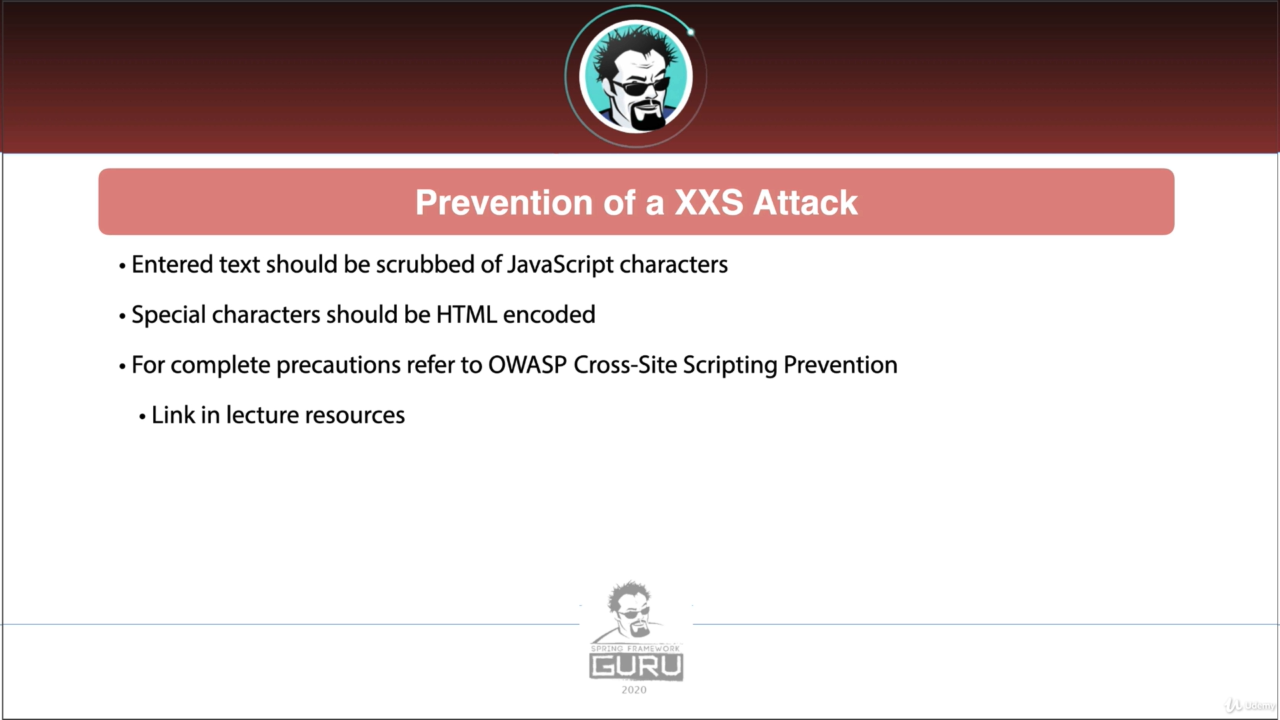 Prevention of a XXS Attack
• Entered text should be scrubbed of JavaScript characters
• Special characters should be HTML encoded
• For complete precautions refer to OWASP Cross-Site Scripting Prevention
• Link in lecture resources
SPRING FRAMEWORK
GURU
2020
Udemy